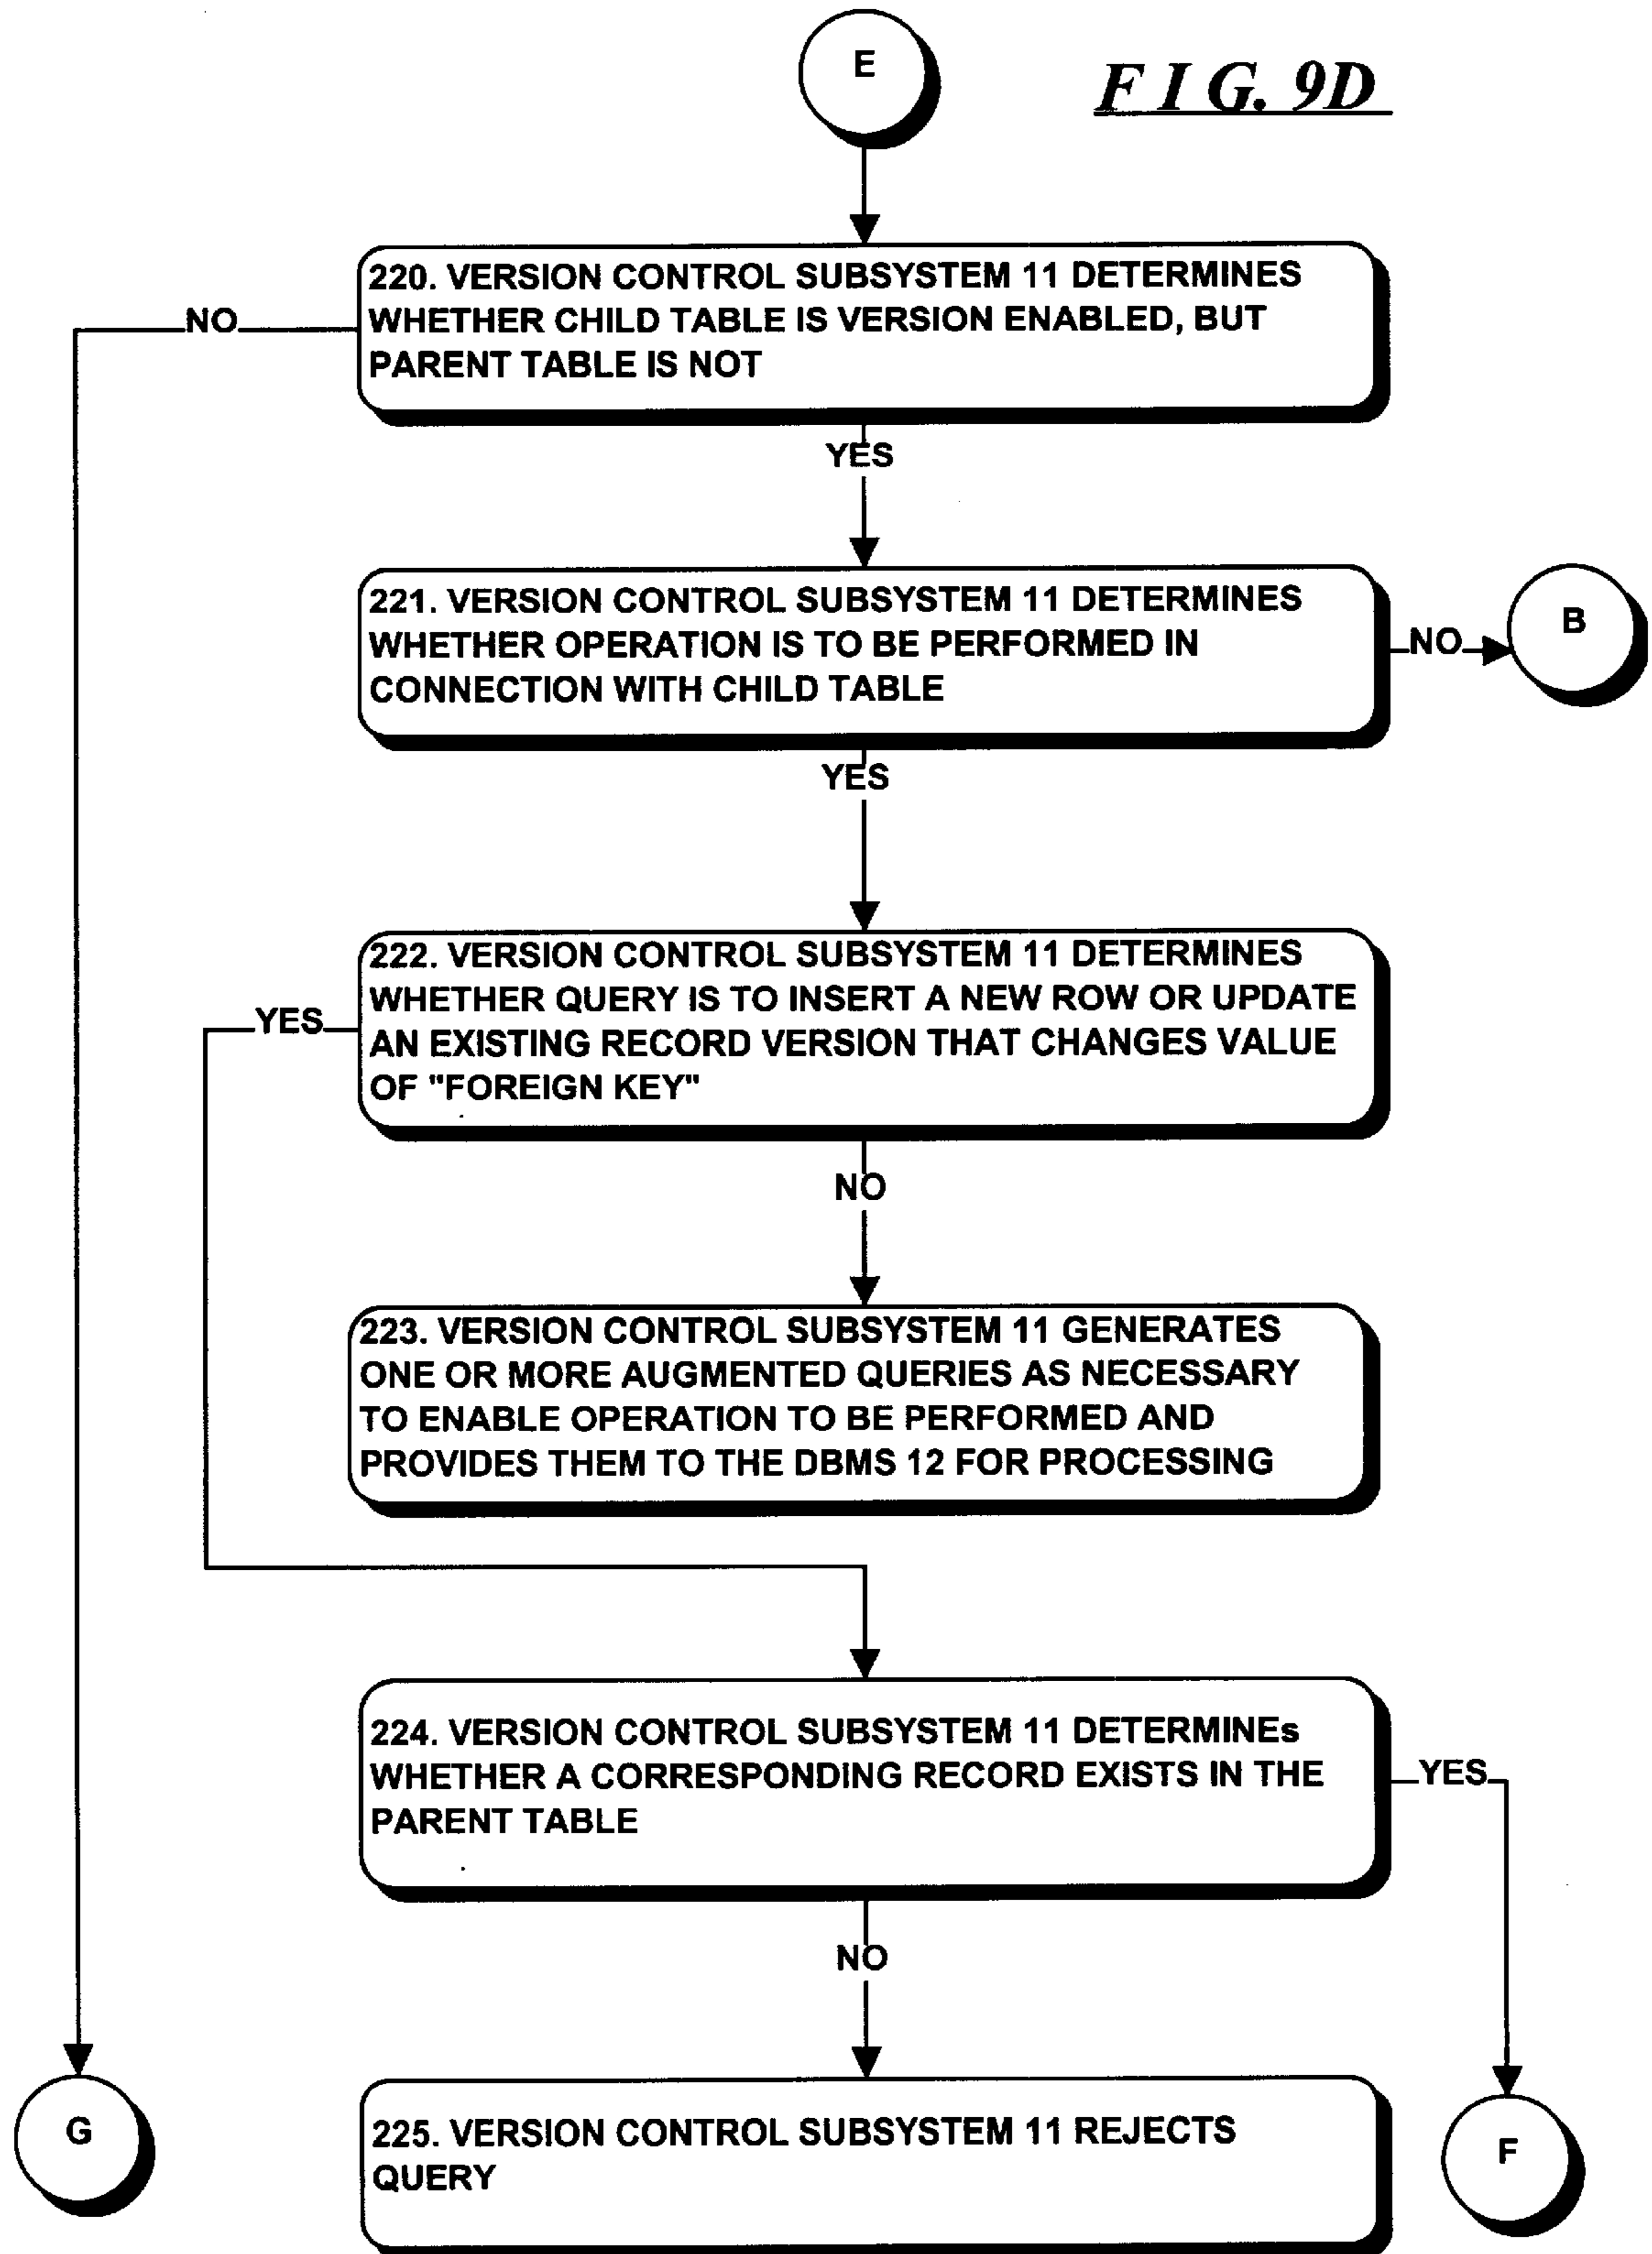 E
F I G. 9D
220. VERSION CONTROL SUBSYSTEM 11 DETERMINES
WHETHER CHILD TABLE IS VERSION ENABLED, BUT
PARENT TABLE IS NOT
NO
YES
221. VERSION CONTROL SUBSYSTEM 11 DETERMINES
WHETHER OPERATION IS TO BE PERFORMED IN
CONNECTION WITH CHILD TABLE
NO
B
YES
222. VERSION CONTROL SUBSYSTEM 11 DETERMINES
WHETHER QUERY IS TO INSERT A NEW ROW OR UPDATE
AN EXISTING RECORD VERSION THAT CHANGES VALUE
OF "FOREIGN KEY"
YES
NO
223. VERSION CONTROL SUBSYSTEM 11 GENERATES
ONE OR MORE AUGMENTED QUERIES AS NECESSARY
TO ENABLE OPERATION TO BE PERFORMED AND
PROVIDES THEM TO THE DBMS 12 FOR PROCESSING
224. VERSION CONTROL SUBSYSTEM 11 DETERMINEs
WHETHER A CORRESPONDING RECORD EXISTS IN THE
PARENT TABLE
YES
NO
G
225. VERSION CONTROL SUBSYSTEM 11 REJECTS
QUERY
F